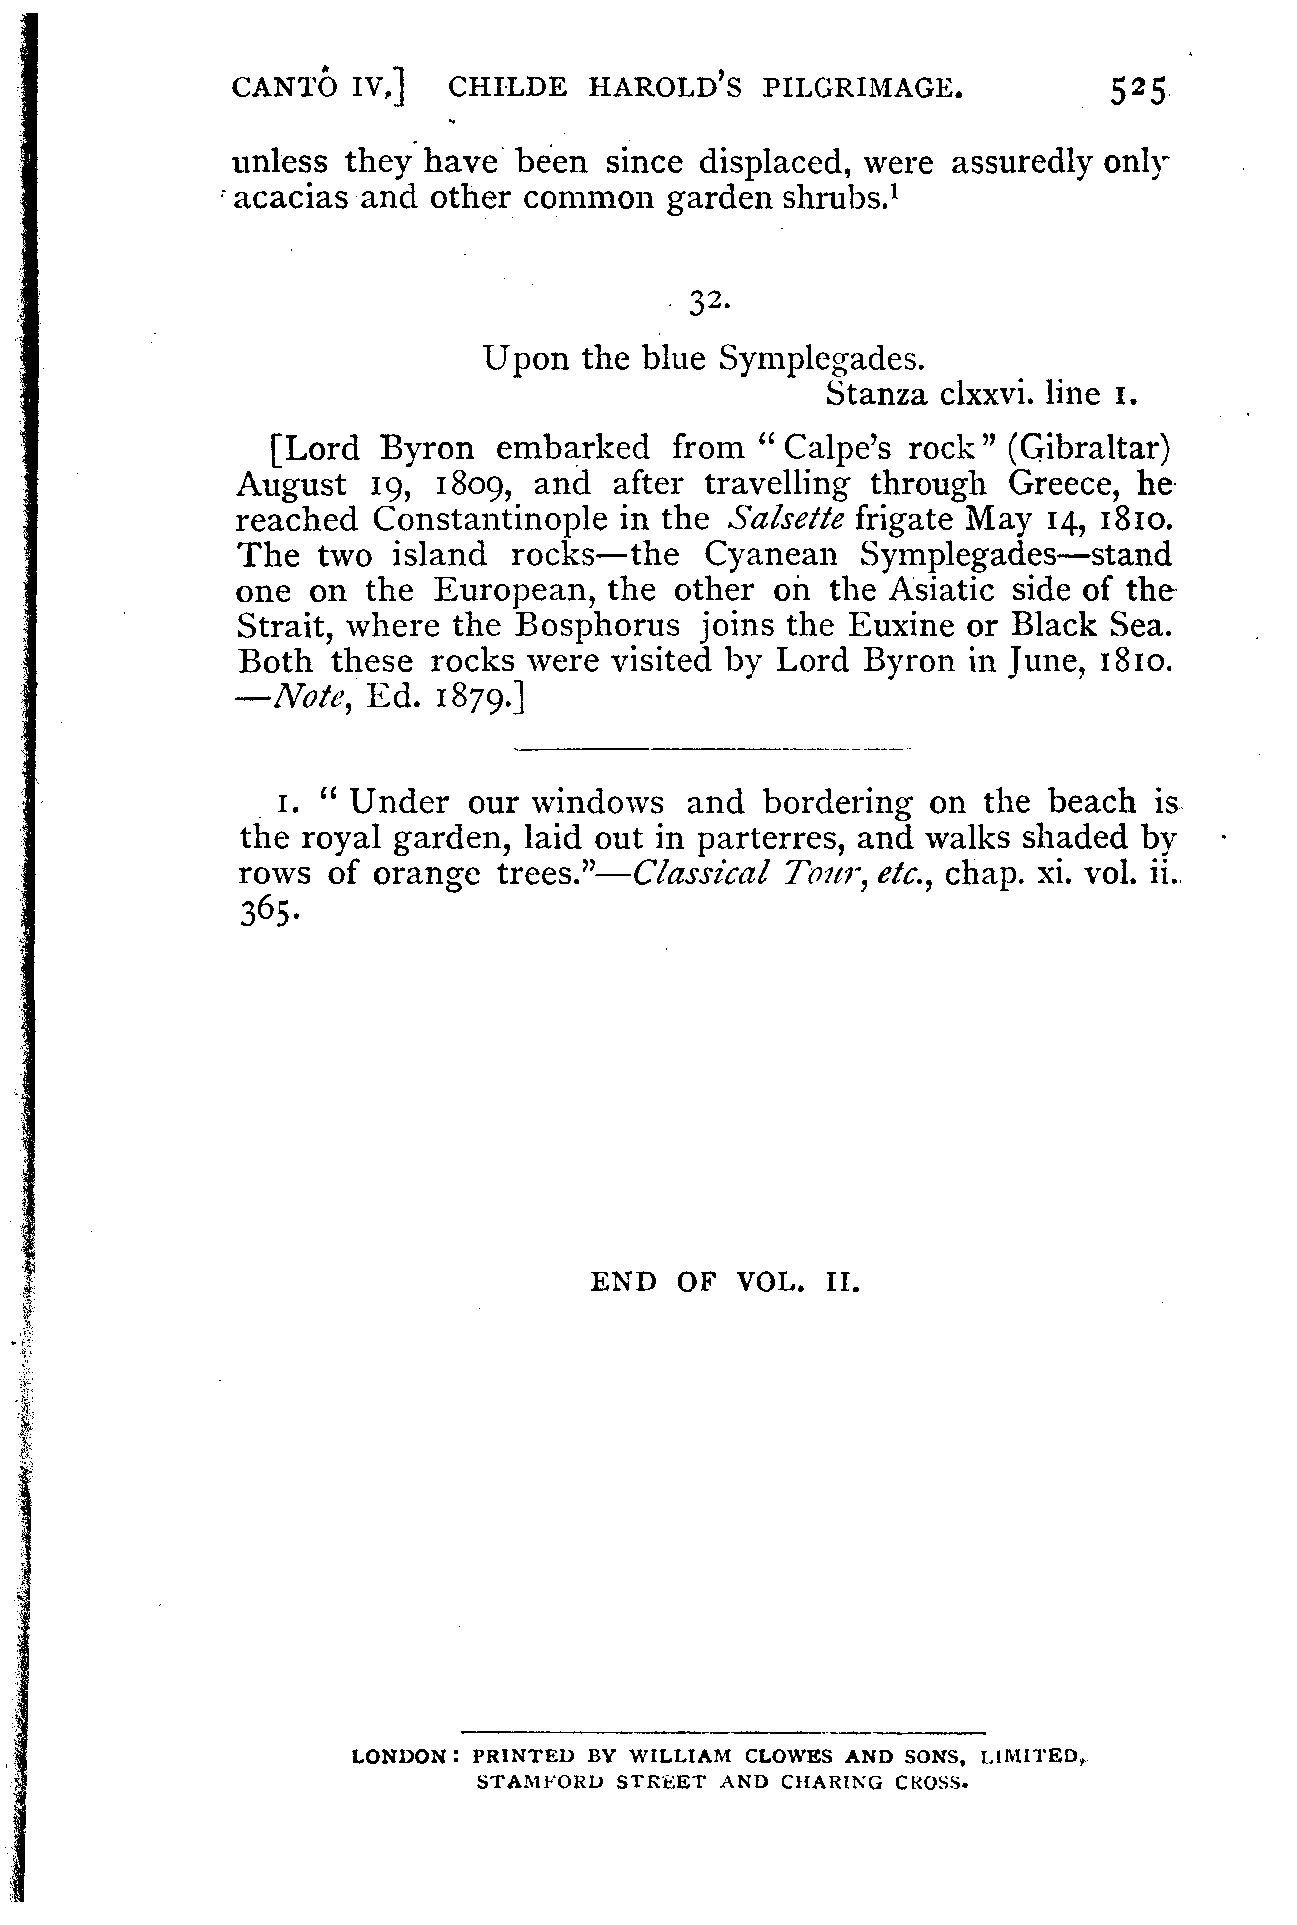 CANTO IV.] CHILDE HAROLD'S PILGRIMAGE. 525
unless they have been since displaced, were assuredly only
acacias and other common garden shrubs.¹
32.
Upon the blue Symplegades.
Stanza clxxvi. line 1.
[Lord Byron embarked from "Calpe's rock" (Gibraltar)
August 19, 1809, and after travelling through Greece, he
reached Constantinople in the Salsette frigate May 14, 1810.
The two island rocks—the Cyanean Symplegades—stand
one on the European, the other on the Asiatic side of the
Strait, where the Bosphorus joins the Euxine or Black Sea.
Both these rocks were visited by Lord Byron in June, 1810.
—Note, Ed. 1879.]
1. "Under our windows and bordering on the beach is
the royal garden, laid out in parterres, and walks shaded by
rows of orange trees."—Classical Tour, etc., chap. xi. vol. ii.
365.
END OF VOL. II.
LONDON: PRINTED BY WILLIAM CLOWES AND SONS, LIMITED,
STAMFORD STREET AND CHARING CROSS.